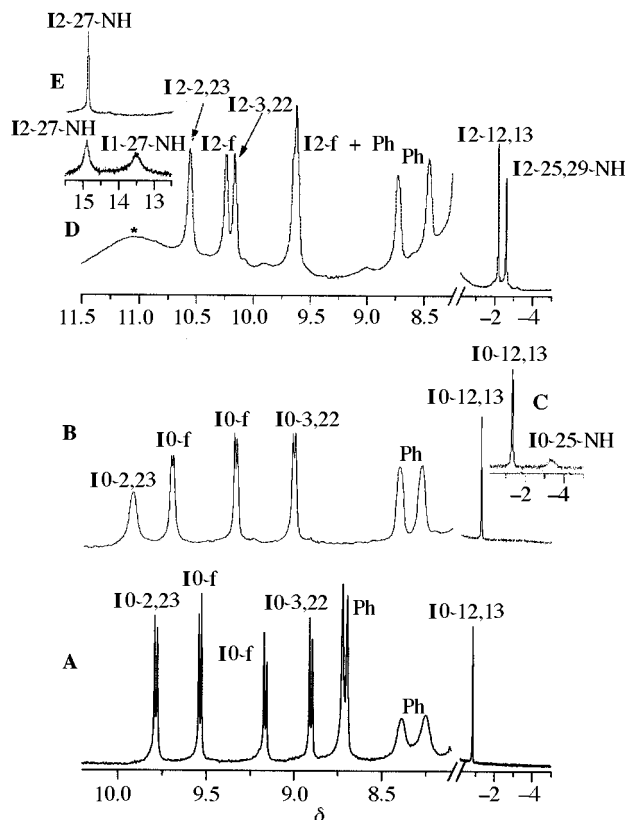 I2-27-NH
E
I2-2,23
I2-3,22
I2-27-NH
I1-27-NH
I2-f
I2-f + Ph
Ph
I2-12,13
I2-25,29-NH
15 14 13
D
*
11.5 11.0 10.5 10.0 9.5 9.0 8.5 -2 -4
I0-12,13
C
I0-12,13
I0-25-NH
-2 -4
B
I0-2,23
I0-f
I0-f
I0-3,22
Ph
I0-f
I0-2,23
I0-3,22
Ph
I0-12,13
I0-f
A
Ph
10.0 9.5 9.0 8.5 -2 -4
δ